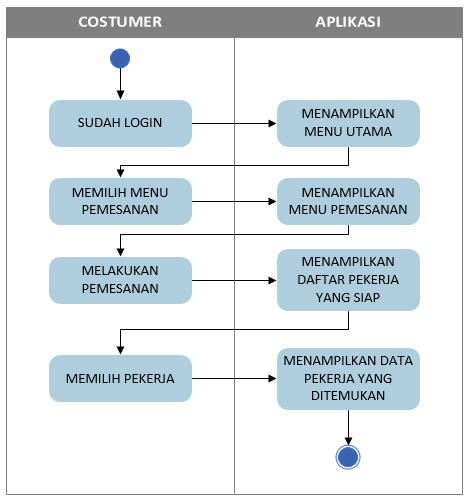 COSTUMER
APLIKASI
SUDAH LOGIN
MENAMPILKAN
MENU UTAMA
MEMILIH MENU
PEMESANAN
MENAMPILKAN
MENU PEMESANAN
MELAKUKAN
PEMESANAN
MENAMPILKAN
DAFTAR PEKERJA
YANG SIAP
MEMILIH PEKERJA
MENAMPILKAN DATA
PEKERJA YANG
DITEMUKAN